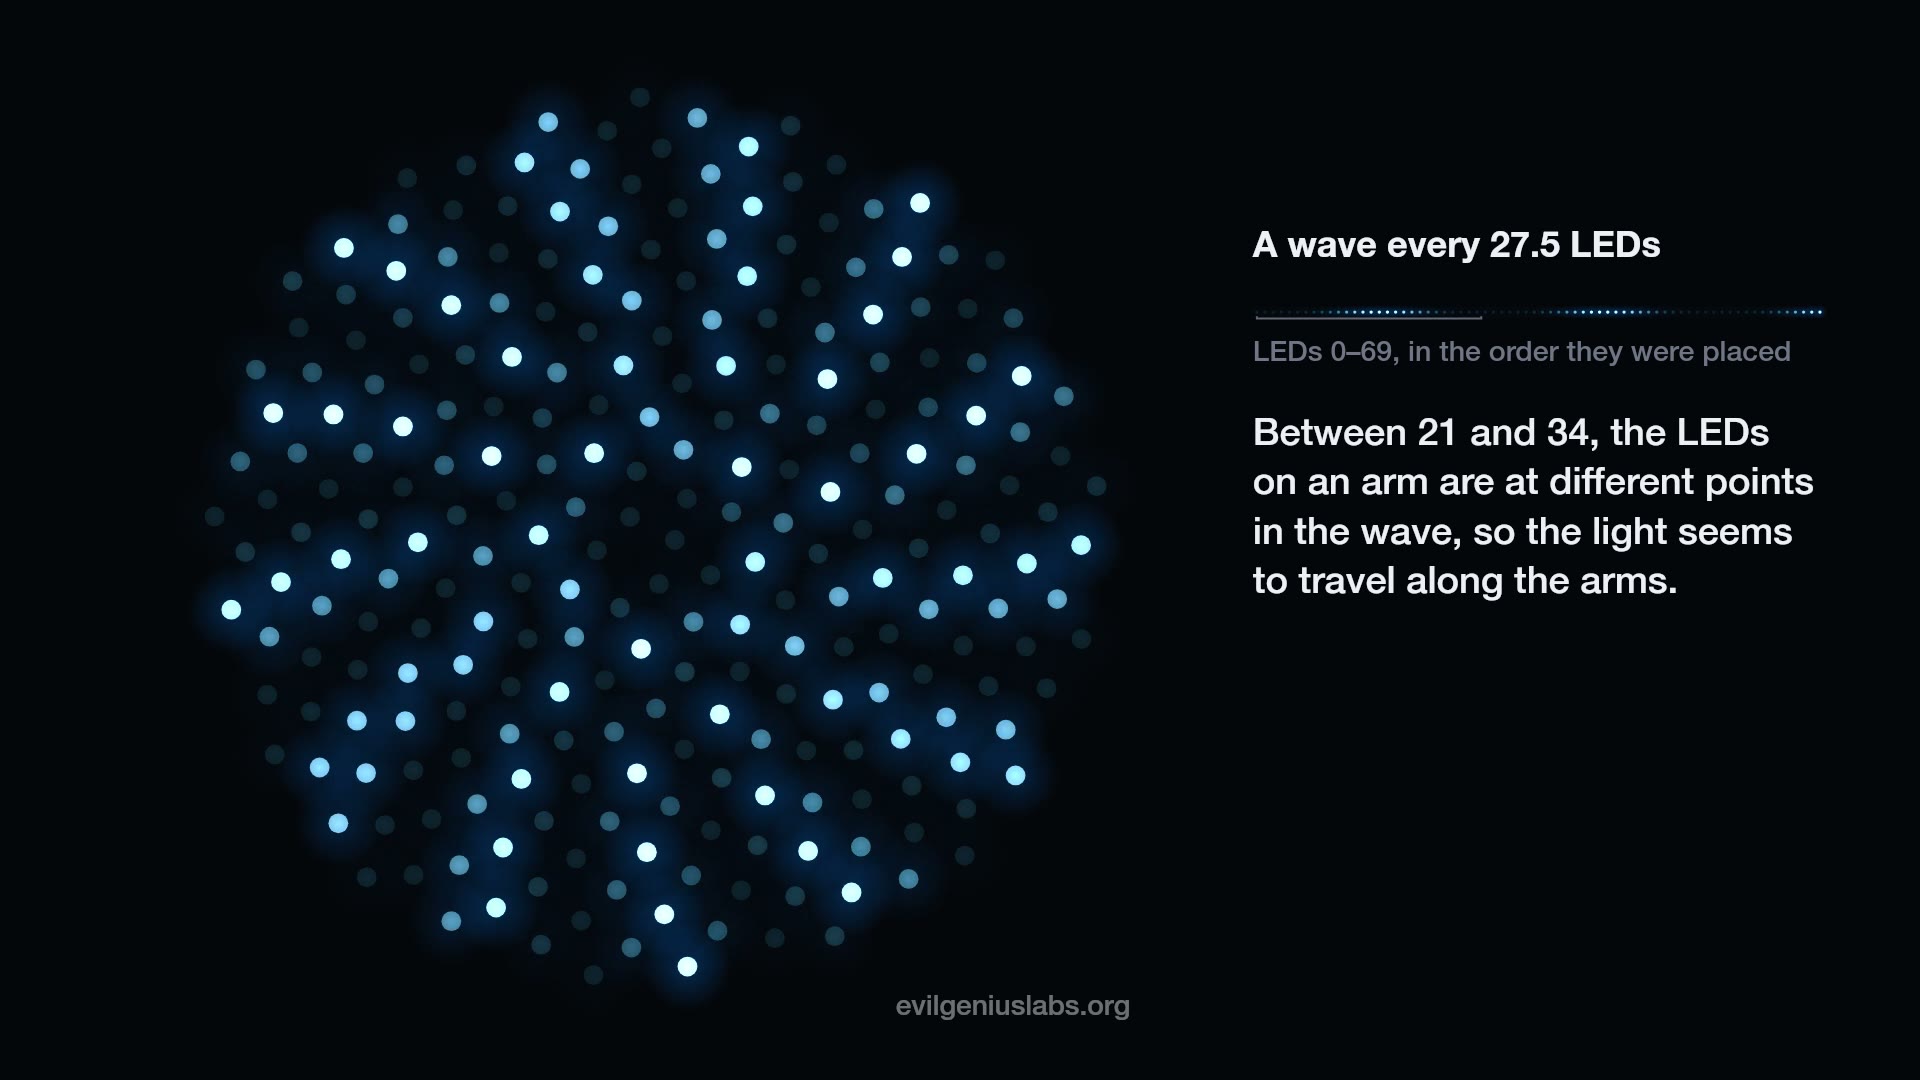 A wave every 27.5 LEDs
LEDs 0–69, in the order they were placed
Between 21 and 34, the LEDs
on an arm are at different points
in the wave, so the light seems
to travel along the arms.
evilgeniuslabs.org